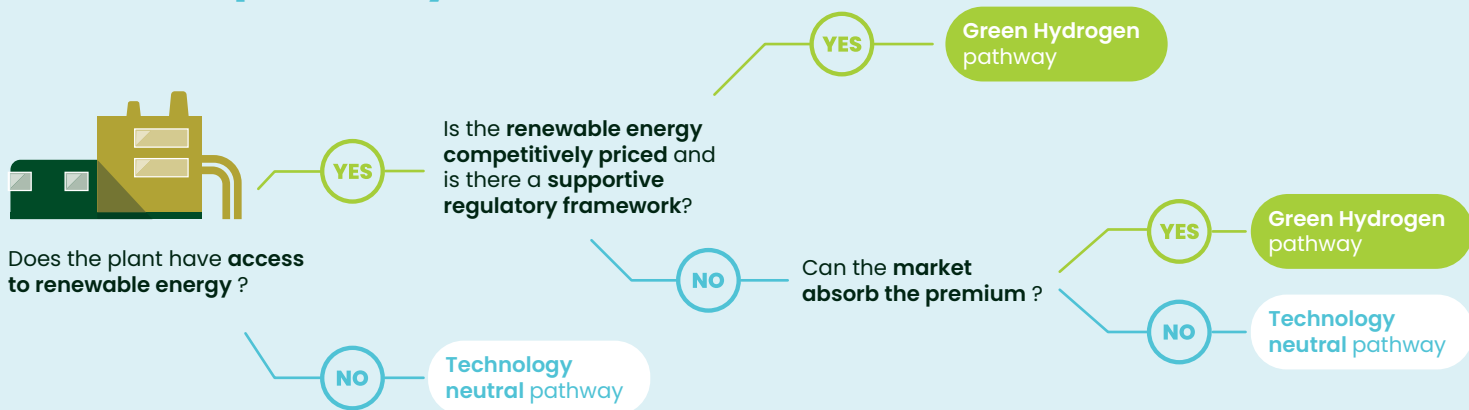 Does the plant have access
to renewable energy ?
YES
Is the renewable energy
competitively priced and
is there a supportive
regulatory framework?
YES
Green Hydrogen
pathway
NO
Can the market
absorb the premium ?
YES
Green Hydrogen
pathway
NO
Technology
neutral pathway
NO
Technology
neutral pathway